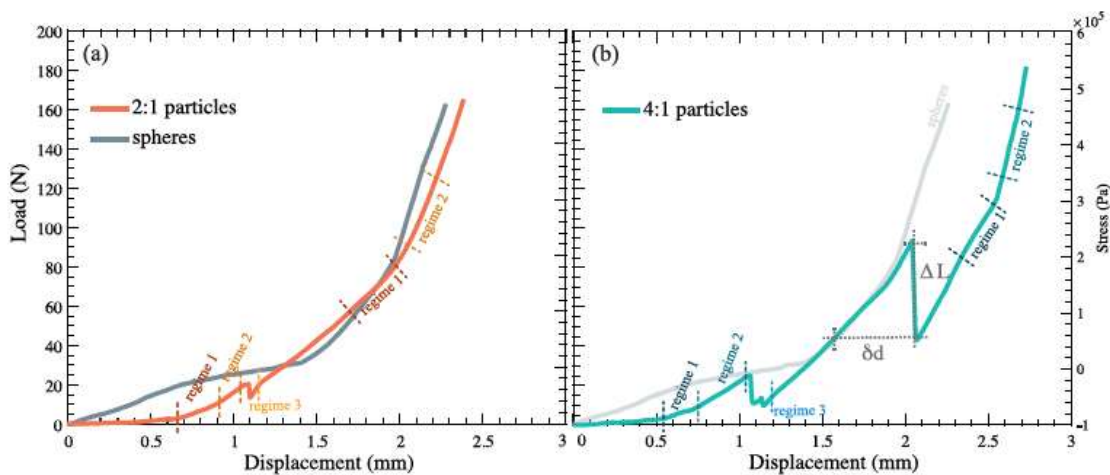 ×10⁵
(a)
(b)
200
180
160
140
120
100
80
60
40
20
0
Load (N)
2:1 particles
spheres
regime 1
regime 2
regime 3
regime 1
regime 2
0
0.5
1
1.5
2
2.5
3
Displacement (mm)
4:1 particles
spheres
regime 1
regime 2
regime 3
δd
ΔL
regime 1
regime 2
0
0.5
1
1.5
2
2.5
3
Displacement (mm)
6
5
4
3
2
1
0
-1
Stress (Pa)